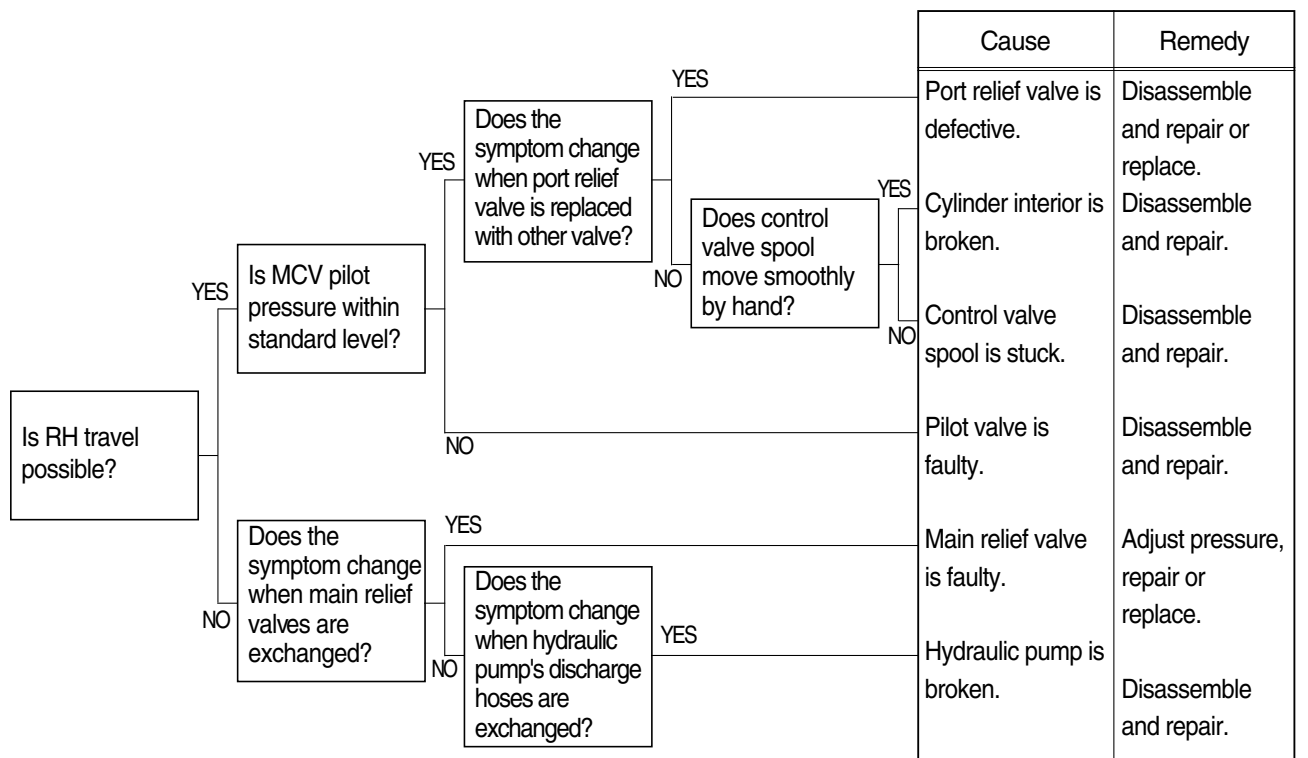 Is RH travel
possible?
YES
NO
Is MCV pilot
pressure within
standard level?
YES
NO
Does the
symptom change
when port relief
valve is replaced
with other valve?
YES
NO
Does control
valve spool
move smoothly
by hand?
YES
NO
Does the
symptom change
when main relief
valves are
exchanged?
YES
NO
Does the
symptom change
when hydraulic
pump's discharge
hoses are
exchanged?
YES
Cause
Remedy
Port relief valve is
defective.
Disassemble
and repair or
replace.
Cylinder interior is
broken.
Disassemble
and repair.
Control valve
spool is stuck.
Disassemble
and repair.
Pilot valve is
faulty.
Disassemble
and repair.
Main relief valve
is faulty.
Adjust pressure,
repair or
replace.
Hydraulic pump is
broken.
Disassemble
and repair.